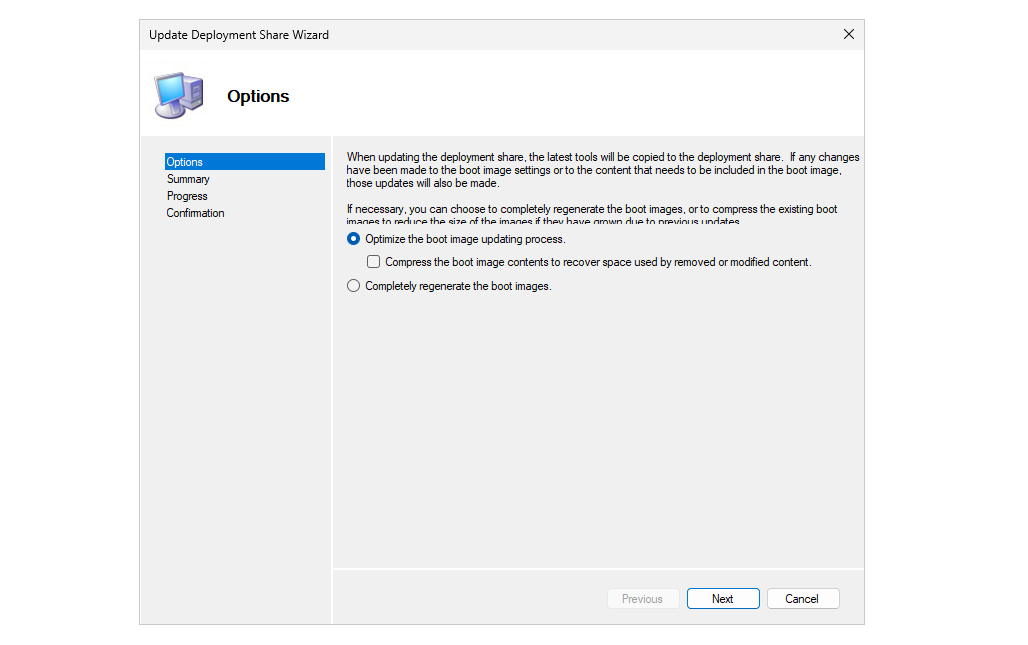 Update Deployment Share Wizard
Options
Options
Summary
Progress
Confirmation
When updating the deployment share, the latest tools will be copied to the deployment share.  If any changes
have been made to the boot image settings or to the content that needs to be included in the boot image,
those updates will also be made.
If necessary, you can choose to completely regenerate the boot images, or to compress the existing boot
images to reduce the size of the images if they have grown due to previous updates.
Optimize the boot image updating process.
Compress the boot image contents to recover space used by removed or modified content.
Completely regenerate the boot images.
Previous
Next
Cancel